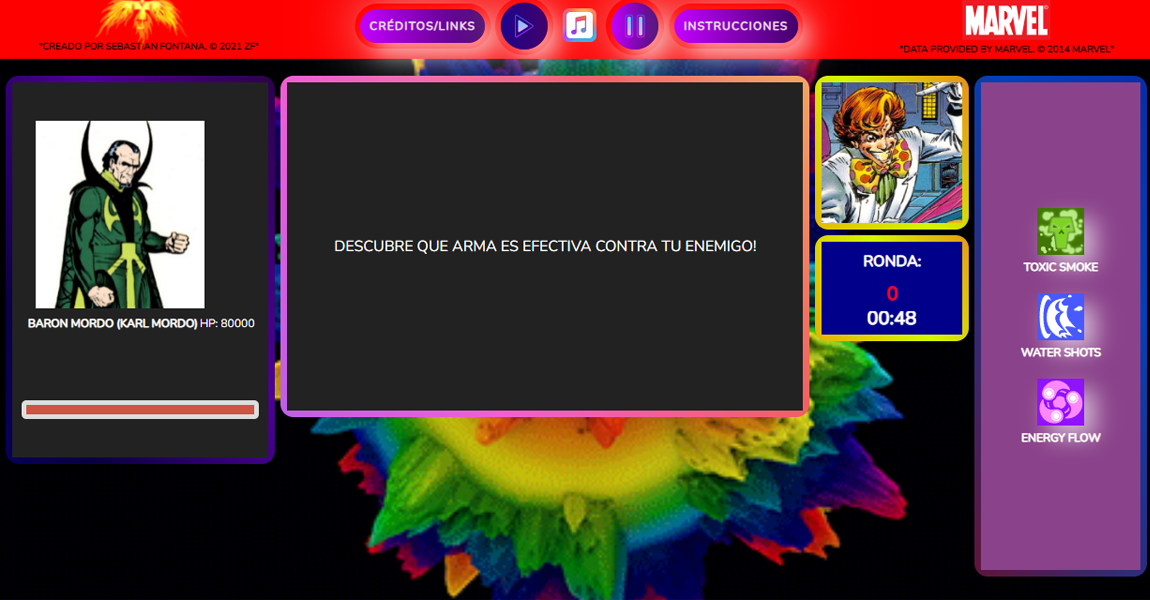 "CREADO POR SEBASTIAN FONTANA. © 2021 ZF"
CRÉDITOS/LINKS
INSTRUCCIONES
MARVEL
"DATA PROVIDED BY MARVEL. © 2014 MARVEL"
BARON MORDO (KARL MORDO) HP: 80000
DESCUBRE QUE ARMA ES EFECTIVA CONTRA TU ENEMIGO!
RONDA:
0
00:48
TOXIC SMOKE
WATER SHOTS
ENERGY FLOW